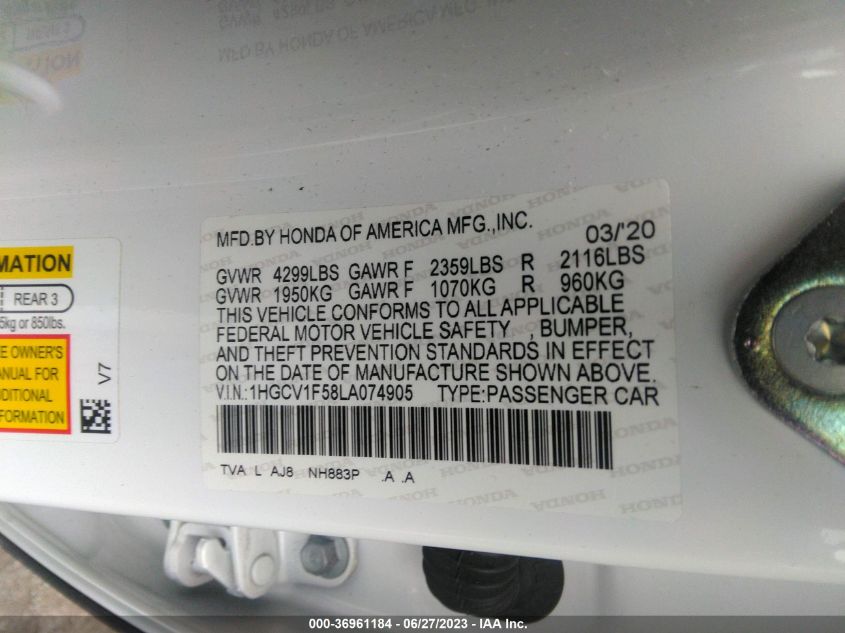 MFD.BY HONDA OF AMERICA MFG.,INC. 03/'20
GVWR 4299LBS GAWR F 2359LBS R 2116LBS
GVWR 1950KG GAWR F 1070KG R 960KG
THIS VEHICLE CONFORMS TO ALL APPLICABLE
FEDERAL MOTOR VEHICLE SAFETY , BUMPER,
AND THEFT PREVENTION STANDARDS IN EFFECT
ON THE DATE OF MANUFACTURE SHOWN ABOVE.
V.I.N.:1HGCV1F58LA074905 TYPE:PASSENGER CAR
TVA L AJ8 NH883P .A .A
MATION
REAR 3
5kg or 850lbs.
E OWNER'S
ANUAL FOR
DITIONAL
FORMATION
V7
000-36961184 / 06/27/2023 - IAA Inc.